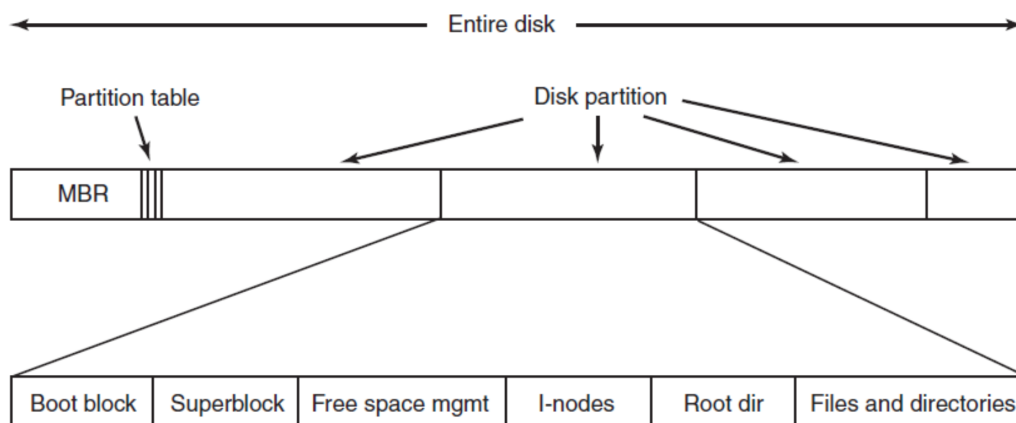 Entire disk
Partition table
Disk partition
MBR
Boot block
Superblock
Free space mgmt
I-nodes
Root dir
Files and directories